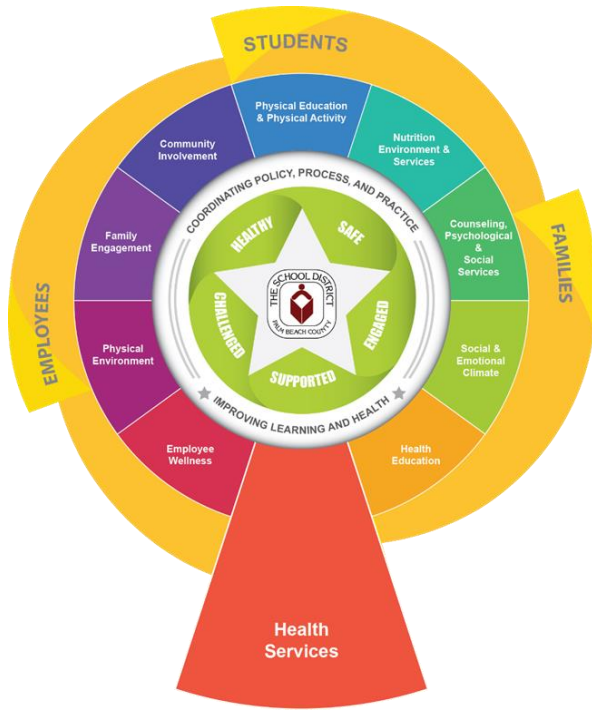 STUDENTS
FAMILIES
EMPLOYEES
Physical Education
& Physical Activity
Nutrition
Environment &
Services
Counseling,
Psychological
&
Social
Services
Social &
Emotional
Climate
Health
Education
Health
Services
Employee
Wellness
Physical
Environment
Family
Engagement
Community
Involvement
COORDINATING POLICY, PROCESS, AND PRACTICE
IMPROVING LEARNING AND HEALTH
HEALTHY
SAFE
ENGAGED
SUPPORTED
CHALLENGED
THE SCHOOL DISTRICT
PALM BEACH COUNTY